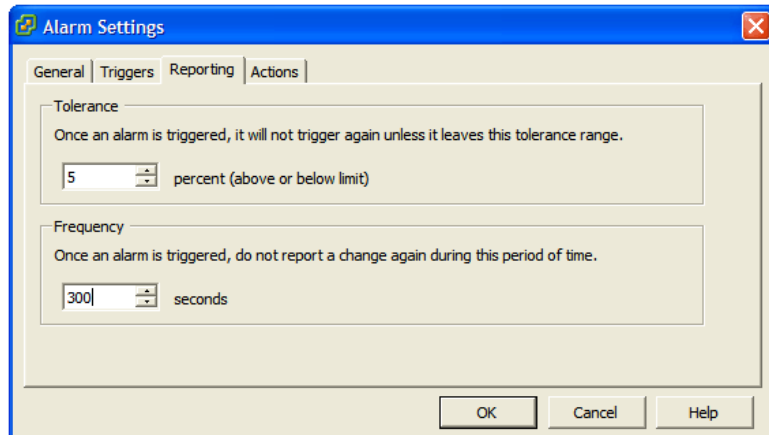 Alarm Settings
General Triggers Reporting Actions
Tolerance
Once an alarm is triggered, it will not trigger again unless it leaves this tolerance range.
5 percent (above or below limit)
Frequency
Once an alarm is triggered, do not report a change again during this period of time.
300 seconds
OK Cancel Help